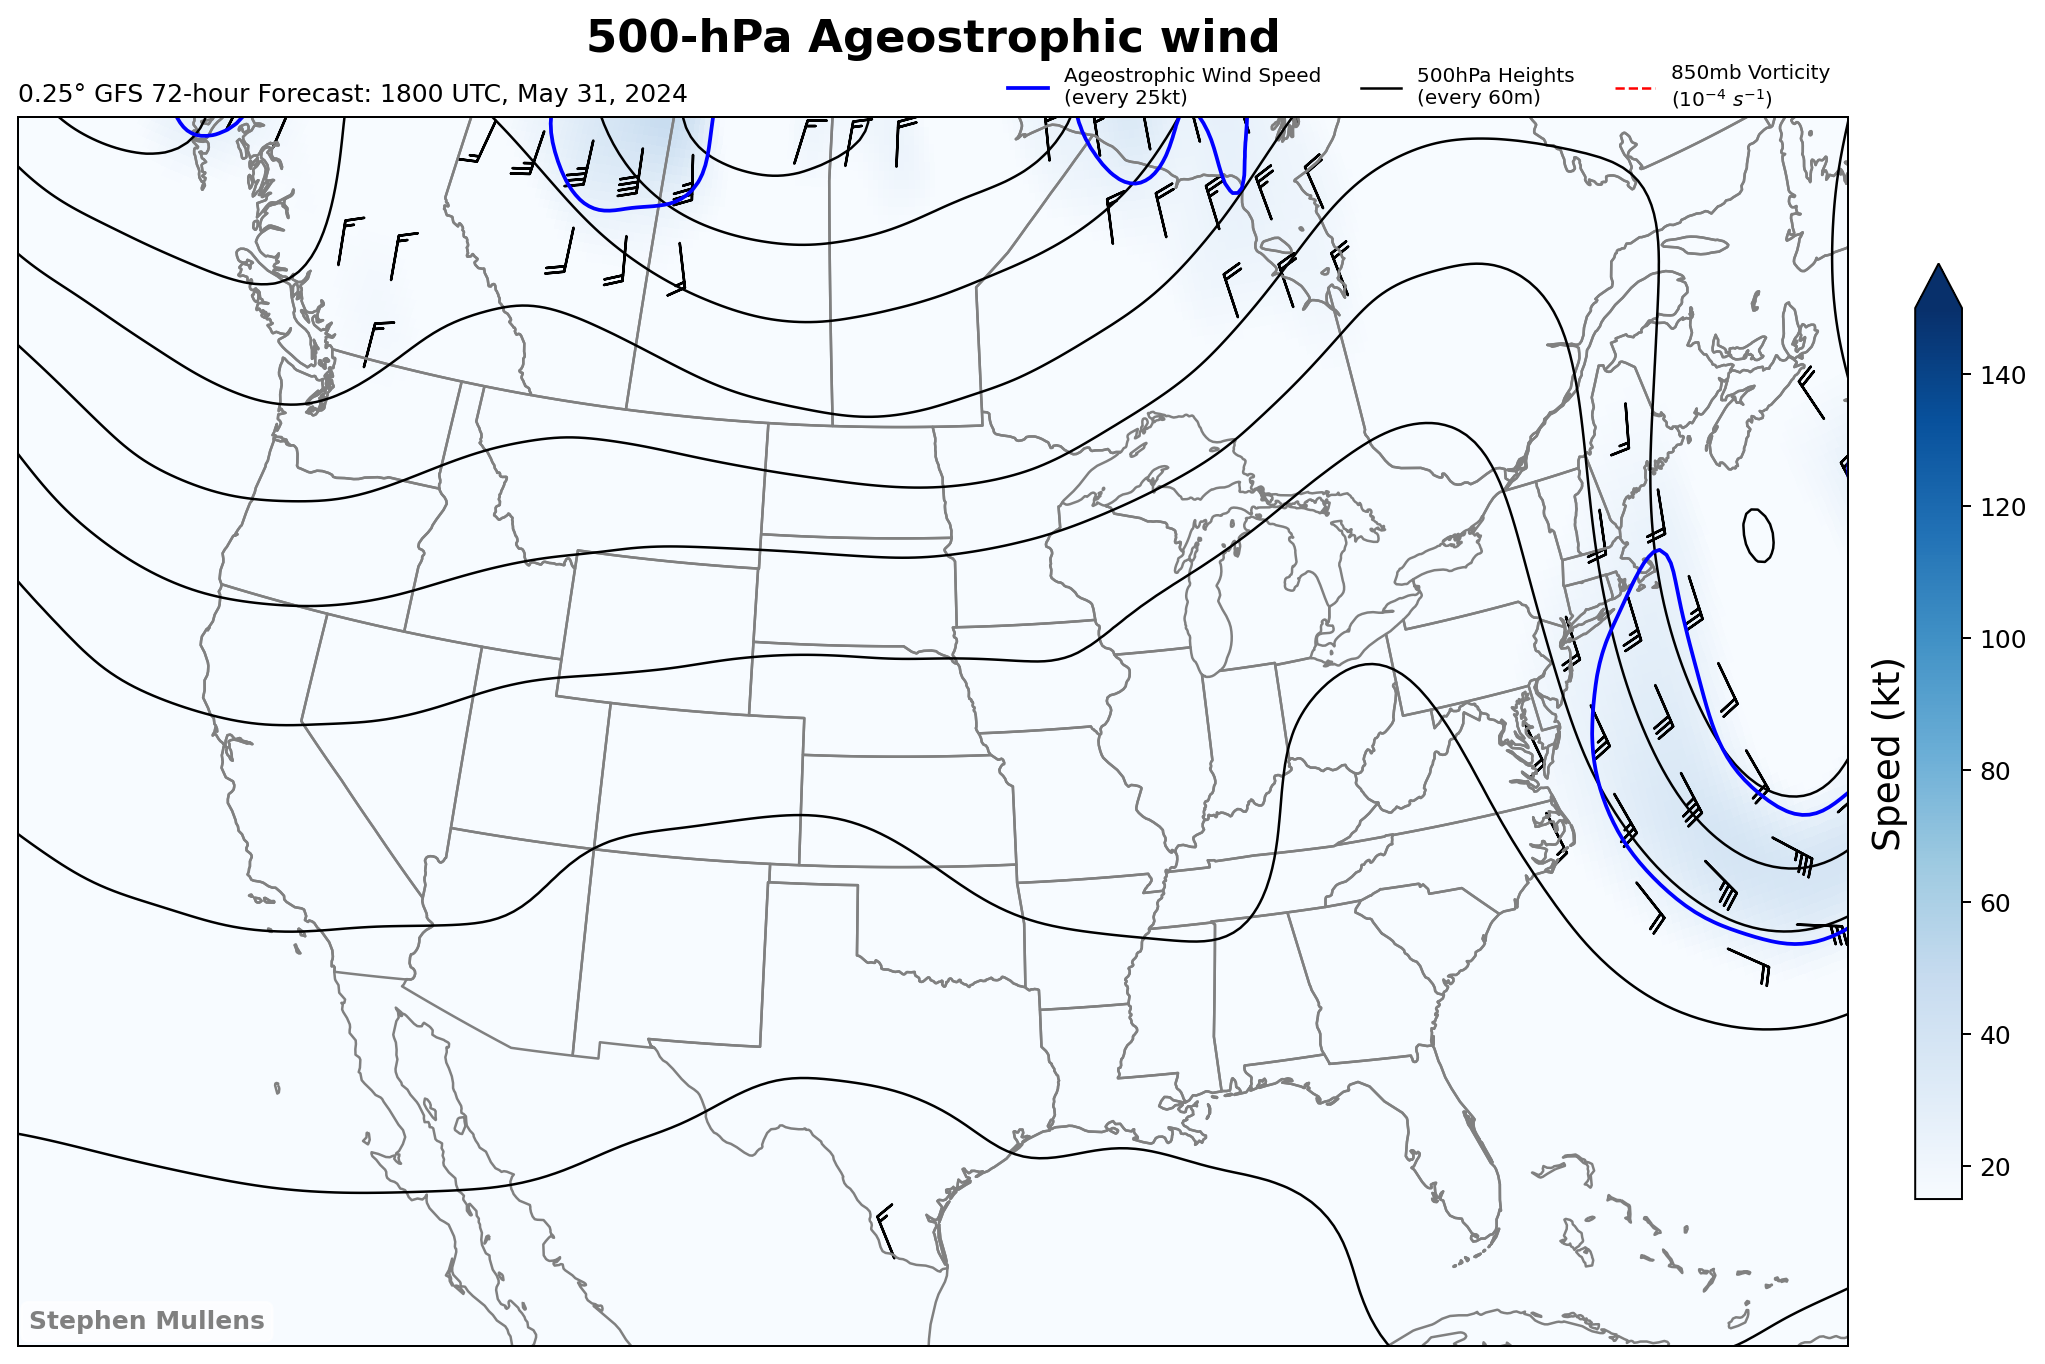 500-hPa Ageostrophic wind
0.25° GFS 72-hour Forecast: 1800 UTC, May 31, 2024
Ageostrophic Wind Speed
(every 25kt)
500hPa Heights
(every 60m)
850mb Vorticity
(10⁻⁴ s⁻¹)
140
120
100
80
60
40
20
Speed (kt)
Stephen Mullens